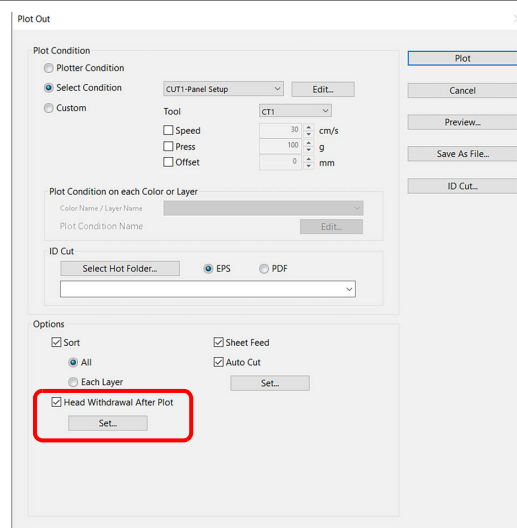 Plot Out
Plot Condition
Plotter Condition
Select Condition
CUT1-Panel Setup
Edit...
Custom
Tool
CT1
Speed
30
cm/s
Press
100
g
Offset
0
mm
Plot Condition on each Color or Layer
Color Name / Layer Name
Plot Condition Name
Edit...
ID Cut
Select Hot Folder...
EPS
PDF
Options
Sort
All
Each Layer
Sheet Feed
Auto Cut
Set...
Head Withdrawal After Plot
Set...
Plot
Cancel
Preview...
Save As File...
ID Cut...